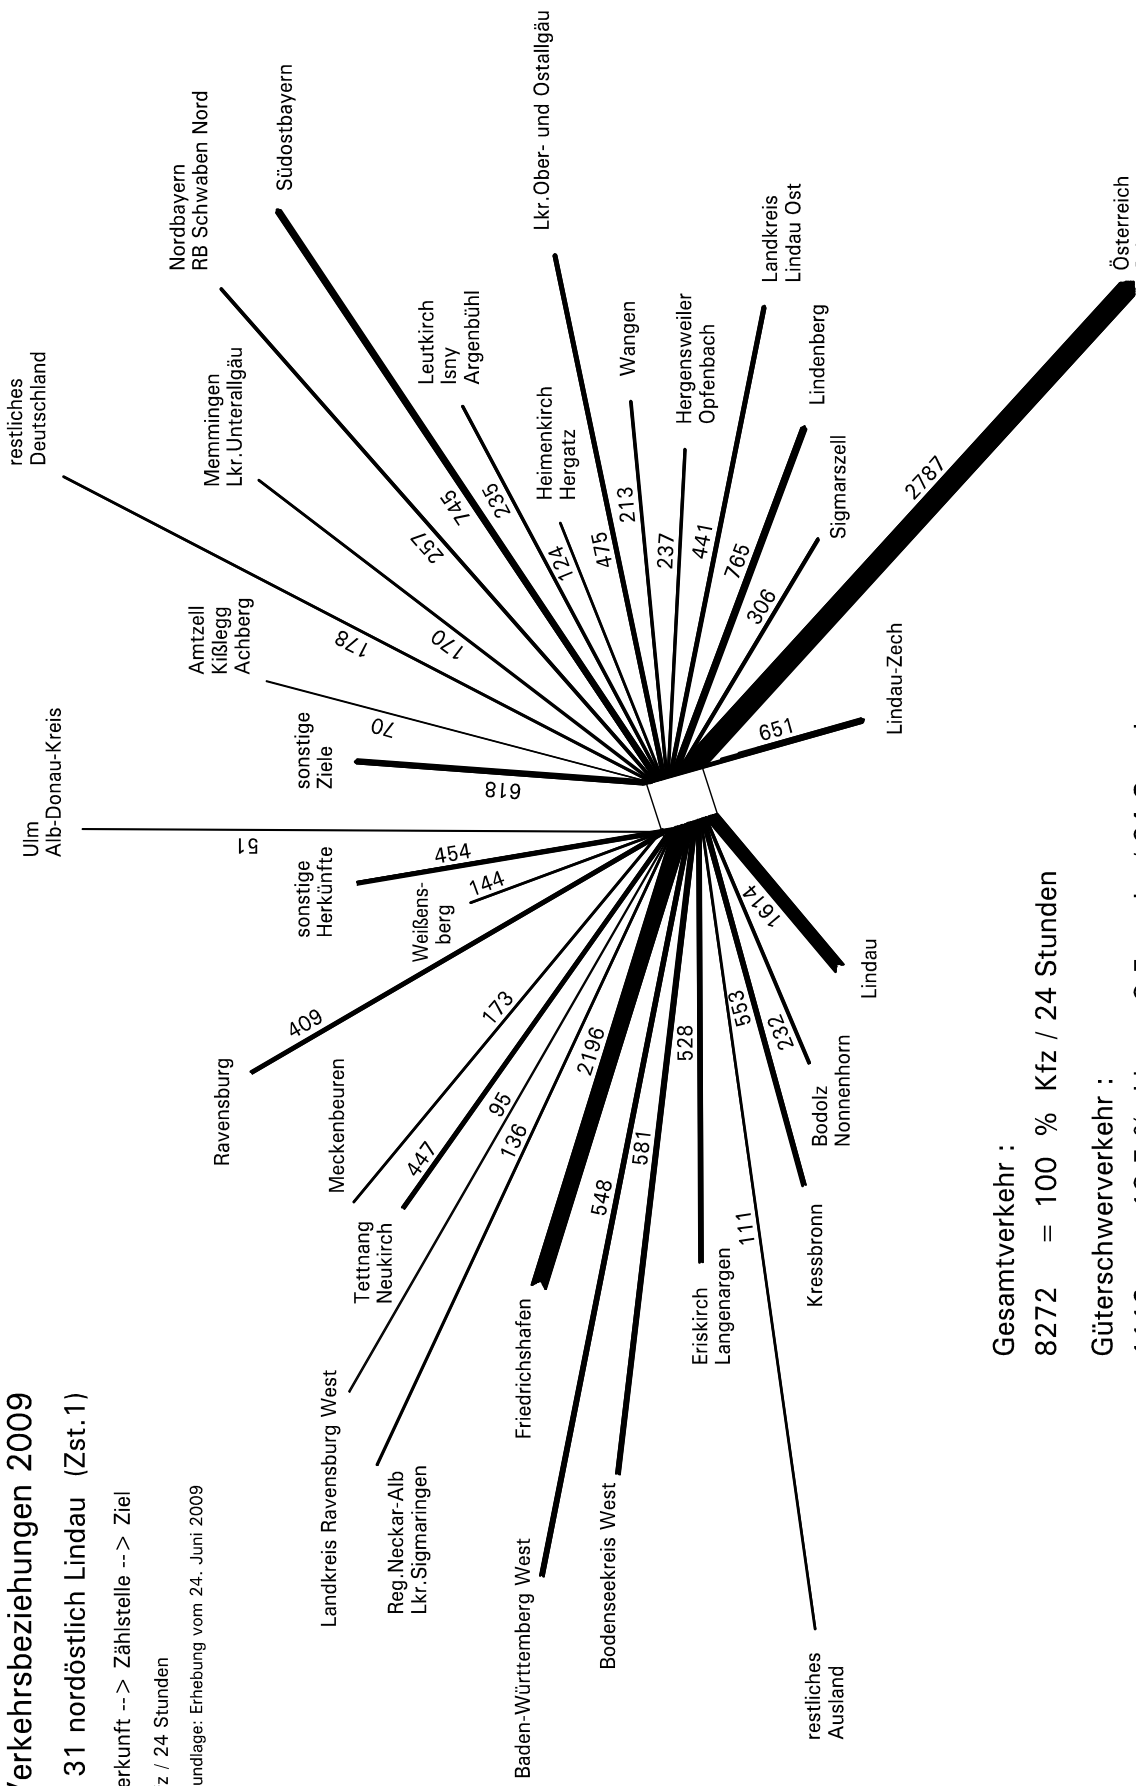 Verkehrsbeziehungen 2009
31 nordöstlich Lindau (Zst.1)
erkunft --> Zählstelle --> Ziel
z / 24 Stunden
undlage: Erhebung vom 24. Juni 2009
Ulm
Alb-Donau-Kreis
51
restliches
Deutschland
178
Amtzell
Kißlegg
Achberg
70
sonstige
Ziele
618
Memmingen
Lkr.Unterallgäu
170
Nordbayern
RB Schwaben Nord
257
Südostbayern
745
Leutkirch
Isny
Argenbühl
235
Heimenkirch
Hergatz
124
Lkr.Ober- und Ostallgäu
475
Wangen
213
Hergensweiler
Opfenbach
237
Landkreis
Lindau Ost
441
Lindenberg
765
Sigmarszell
306
Österreich
2787
Lindau-Zech
651
sonstige
Herkünfte
454
Weißens-
berg
144
Ravensburg
409
Meckenbeuren
173
Tettnang
Neukirch
447
Landkreis Ravensburg West
95
Reg.Neckar-Alb
Lkr.Sigmaringen
136
Friedrichshafen
2196
Baden-Württemberg West
548
Bodenseekreis West
581
Eriskirch
Langenargen
528
restliches
Ausland
111
Kressbronn
553
Bodolz
Nonnenhorn
232
Lindau
1614
Gesamtverkehr :
8272 = 100 % Kfz / 24 Stunden
Güterschwerverkehr :